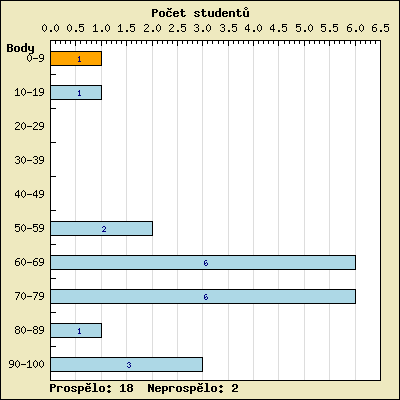 Počet studentů
0.0 0.5 1.0 1.5 2.0 2.5 3.0 3.5 4.0 4.5 5.0 5.5 6.0 6.5
Body
0-9 1
10-19 1
20-29
30-39
40-49
50-59 2
60-69 6
70-79 6
80-89 1
90-100 3
Prospělo: 18 Neprospělo: 2